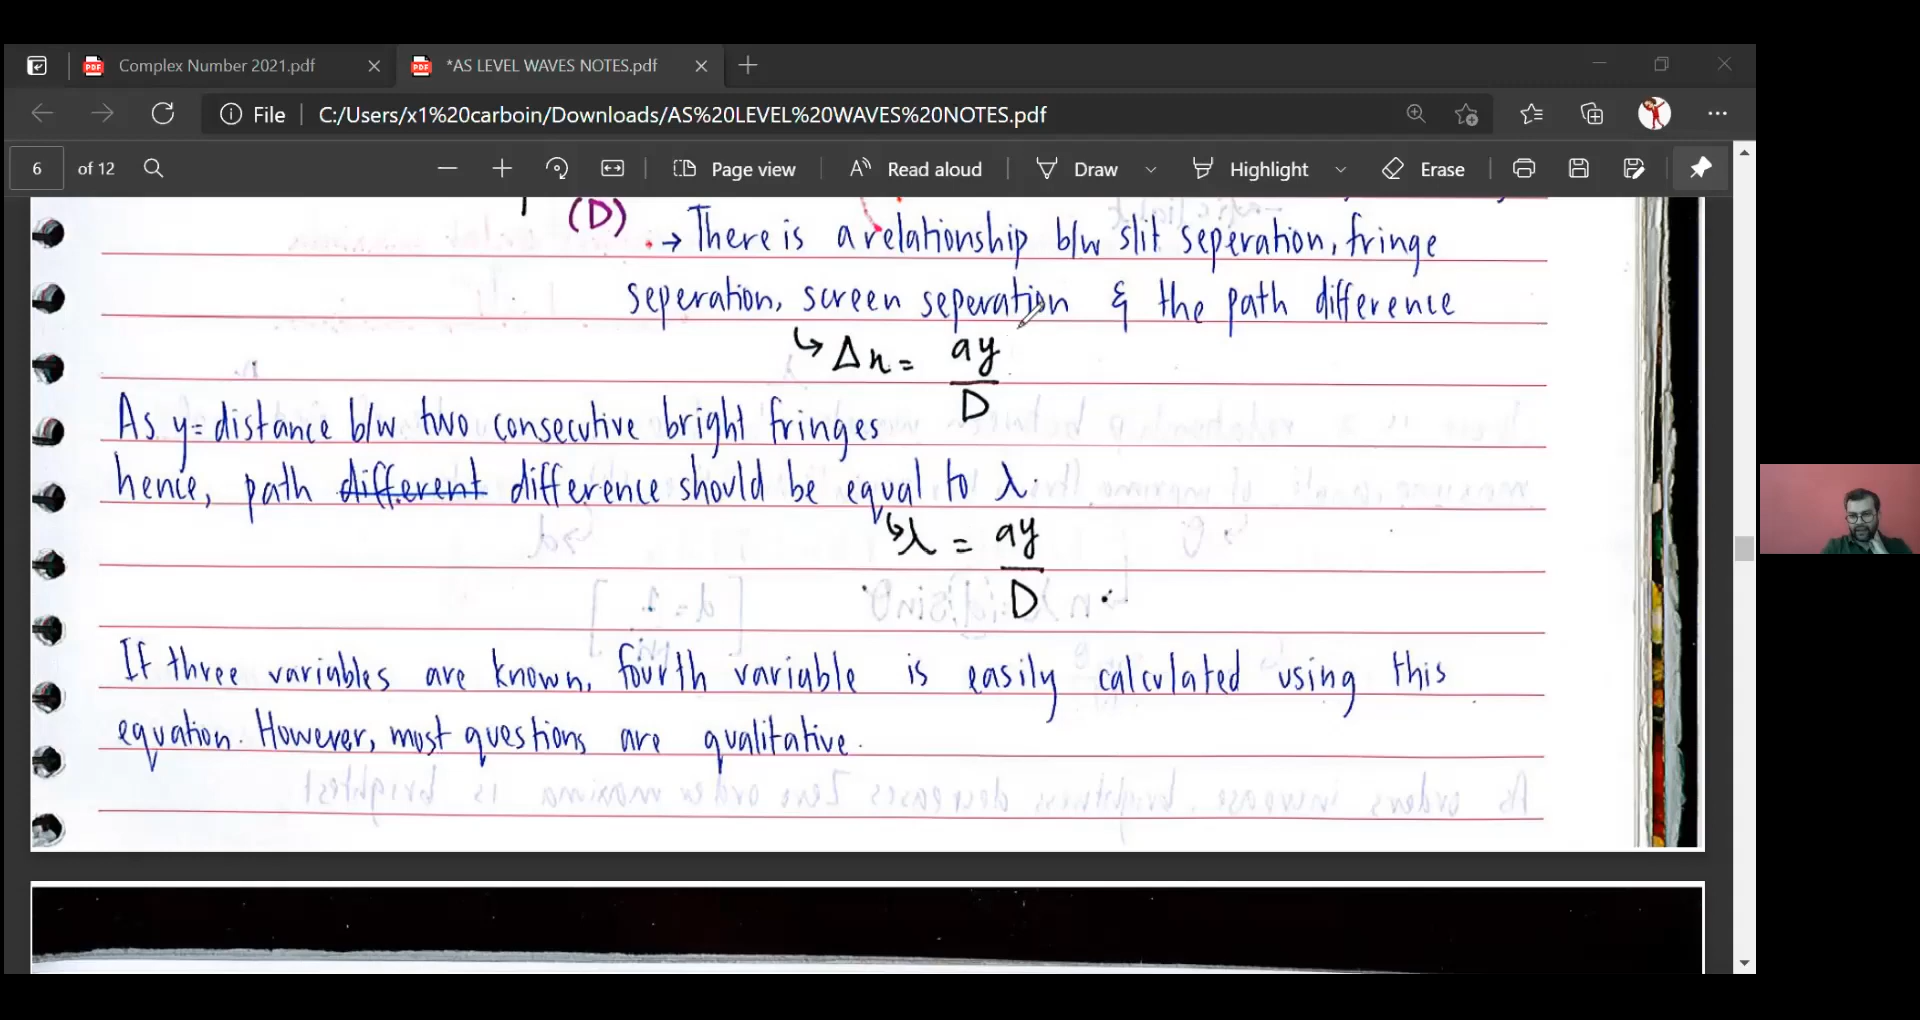 Complex Number 2021.pdf
*AS LEVEL WAVES NOTES.pdf
File
C:/Users/x1%20carboin/Downloads/AS%20LEVEL%20WAVES%20NOTES.pdf
6 of 12
Page view
Read aloud
Draw
Highlight
Erase
(D)
→ There is a relationship b/w slit seperation, fringe
seperation, screen seperation & the path difference
↳ Δx = ay/D
As y = distance b/w two consecutive bright fringes
hence, path different difference should be equal to λ.
↳ λ = ay/D
If three variables are known, fourth variable is easily calculated using this
equation. However, most questions are qualitative.